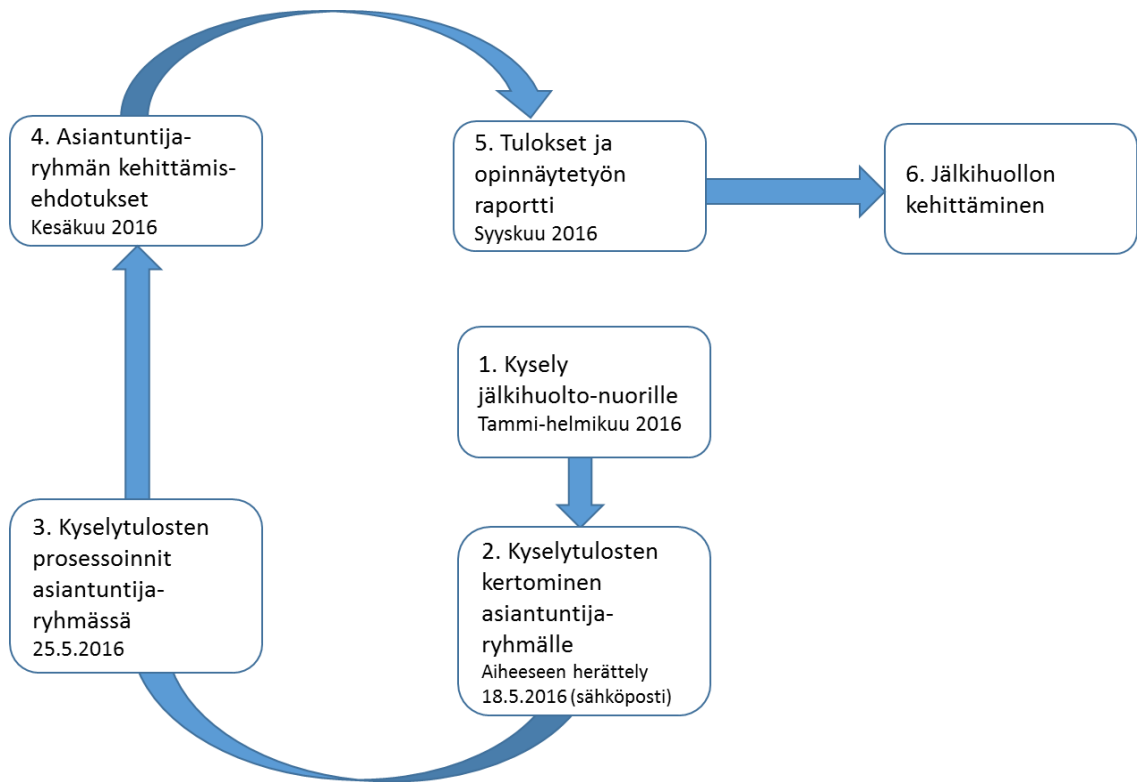 4. Asiantuntija-
ryhmän kehittämis-
ehdotukset
Kesäkuu 2016
5. Tulokset ja
opinnäytetyön
raportti
Syyskuu 2016
6. Jälkihuollon
kehittäminen
1. Kysely
jälkihuolto-nuorille
Tammi-helmikuu 2016
3. Kyselytulosten
prosessoinnit
asiantuntija-
ryhmässä
25.5.2016
2. Kyselytulosten
kertominen
asiantuntija-
ryhmälle
Aiheeseen herättely
18.5.2016 (sähköposti)